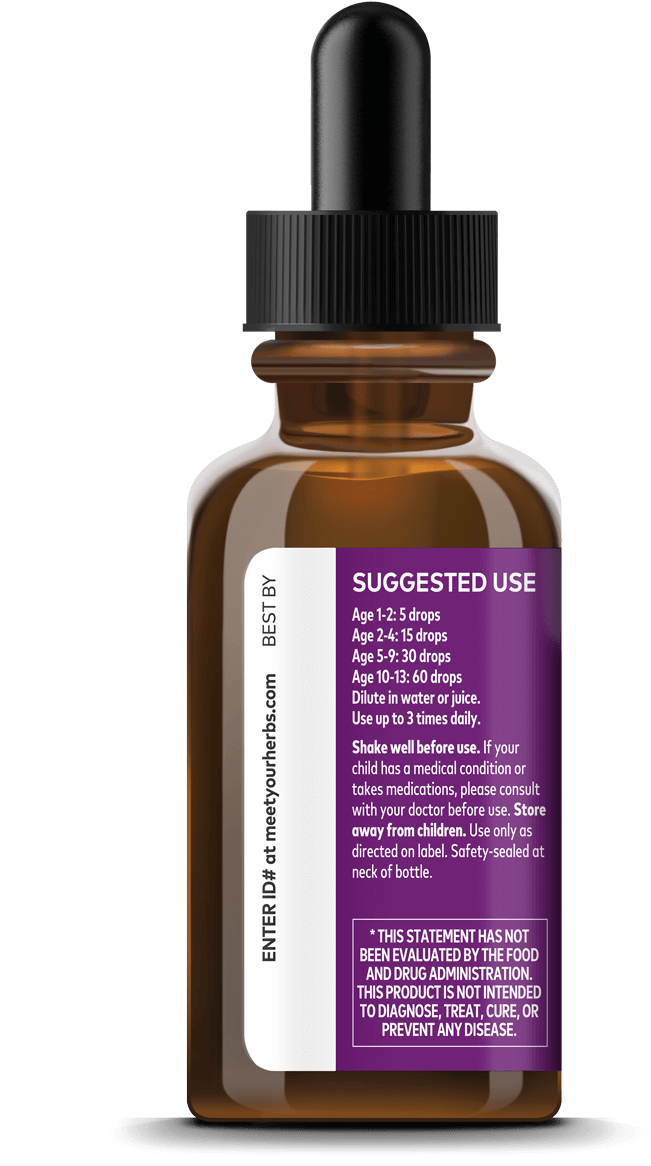 BEST BY
ENTER ID# at meetyourherbs.com
SUGGESTED USE
Age 1-2: 5 drops
Age 2-4: 15 drops
Age 5-9: 30 drops
Age 10-13: 60 drops
Dilute in water or juice.
Use up to 3 times daily.
Shake well before use. If your
child has a medical condition or
takes medications, please consult
with your doctor before use. Store
away from children. Use only as
directed on label. Safety-sealed at
neck of bottle.
* THIS STATEMENT HAS NOT
BEEN EVALUATED BY THE FOOD
AND DRUG ADMINISTRATION.
THIS PRODUCT IS NOT INTENDED
TO DIAGNOSE, TREAT, CURE, OR
PREVENT ANY DISEASE.